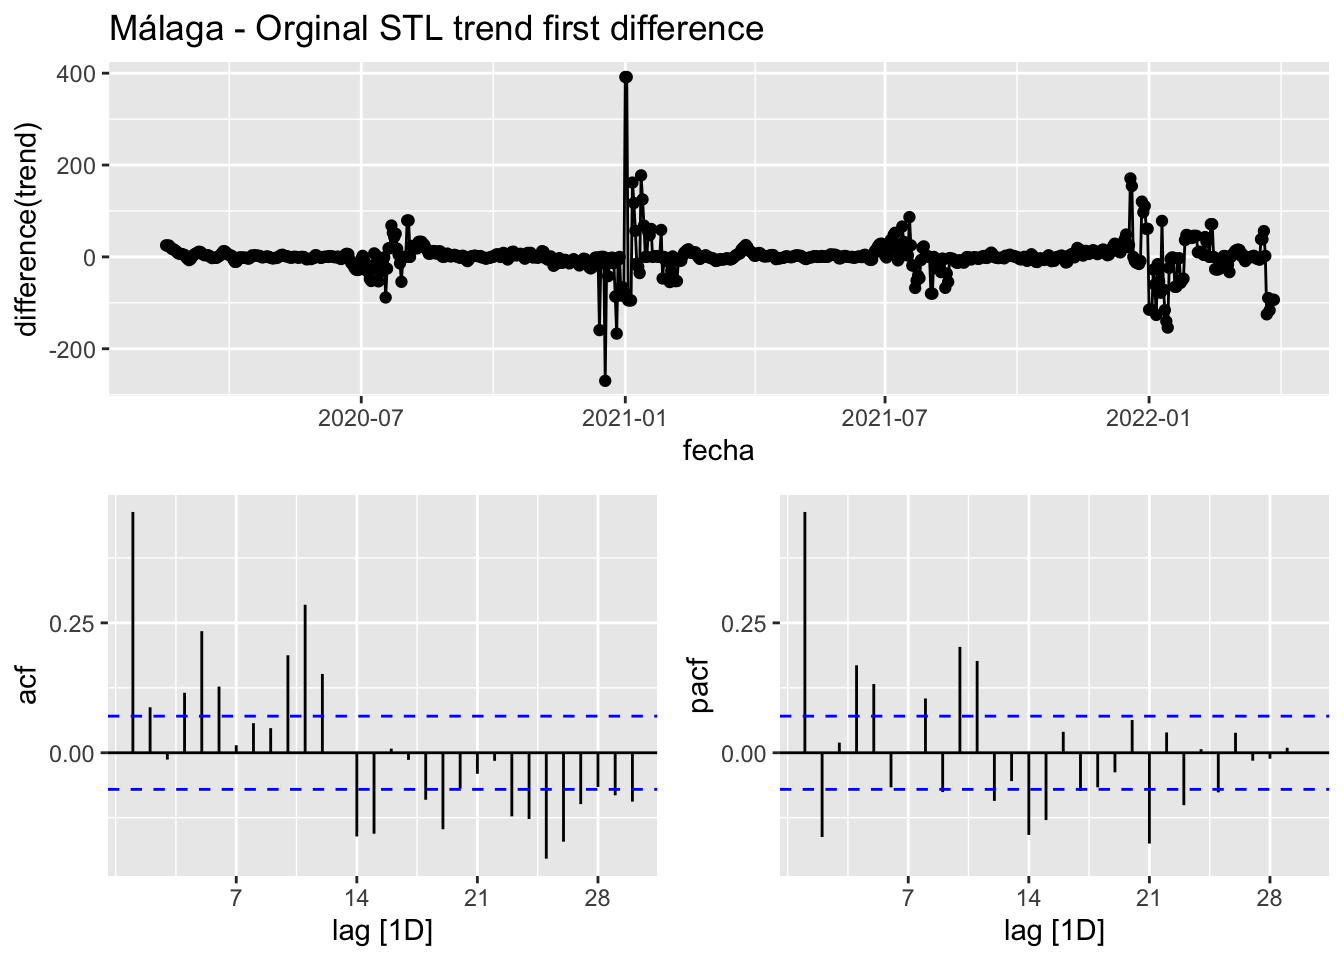 Málaga - Orginal STL trend first difference
difference(trend)
400
200
0
-200
2020-07
2021-01
2021-07
2022-01
fecha
acf
0.25
0.00
7
14
21
28
lag [1D]
pacf
0.25
0.00
7
14
21
28
lag [1D]